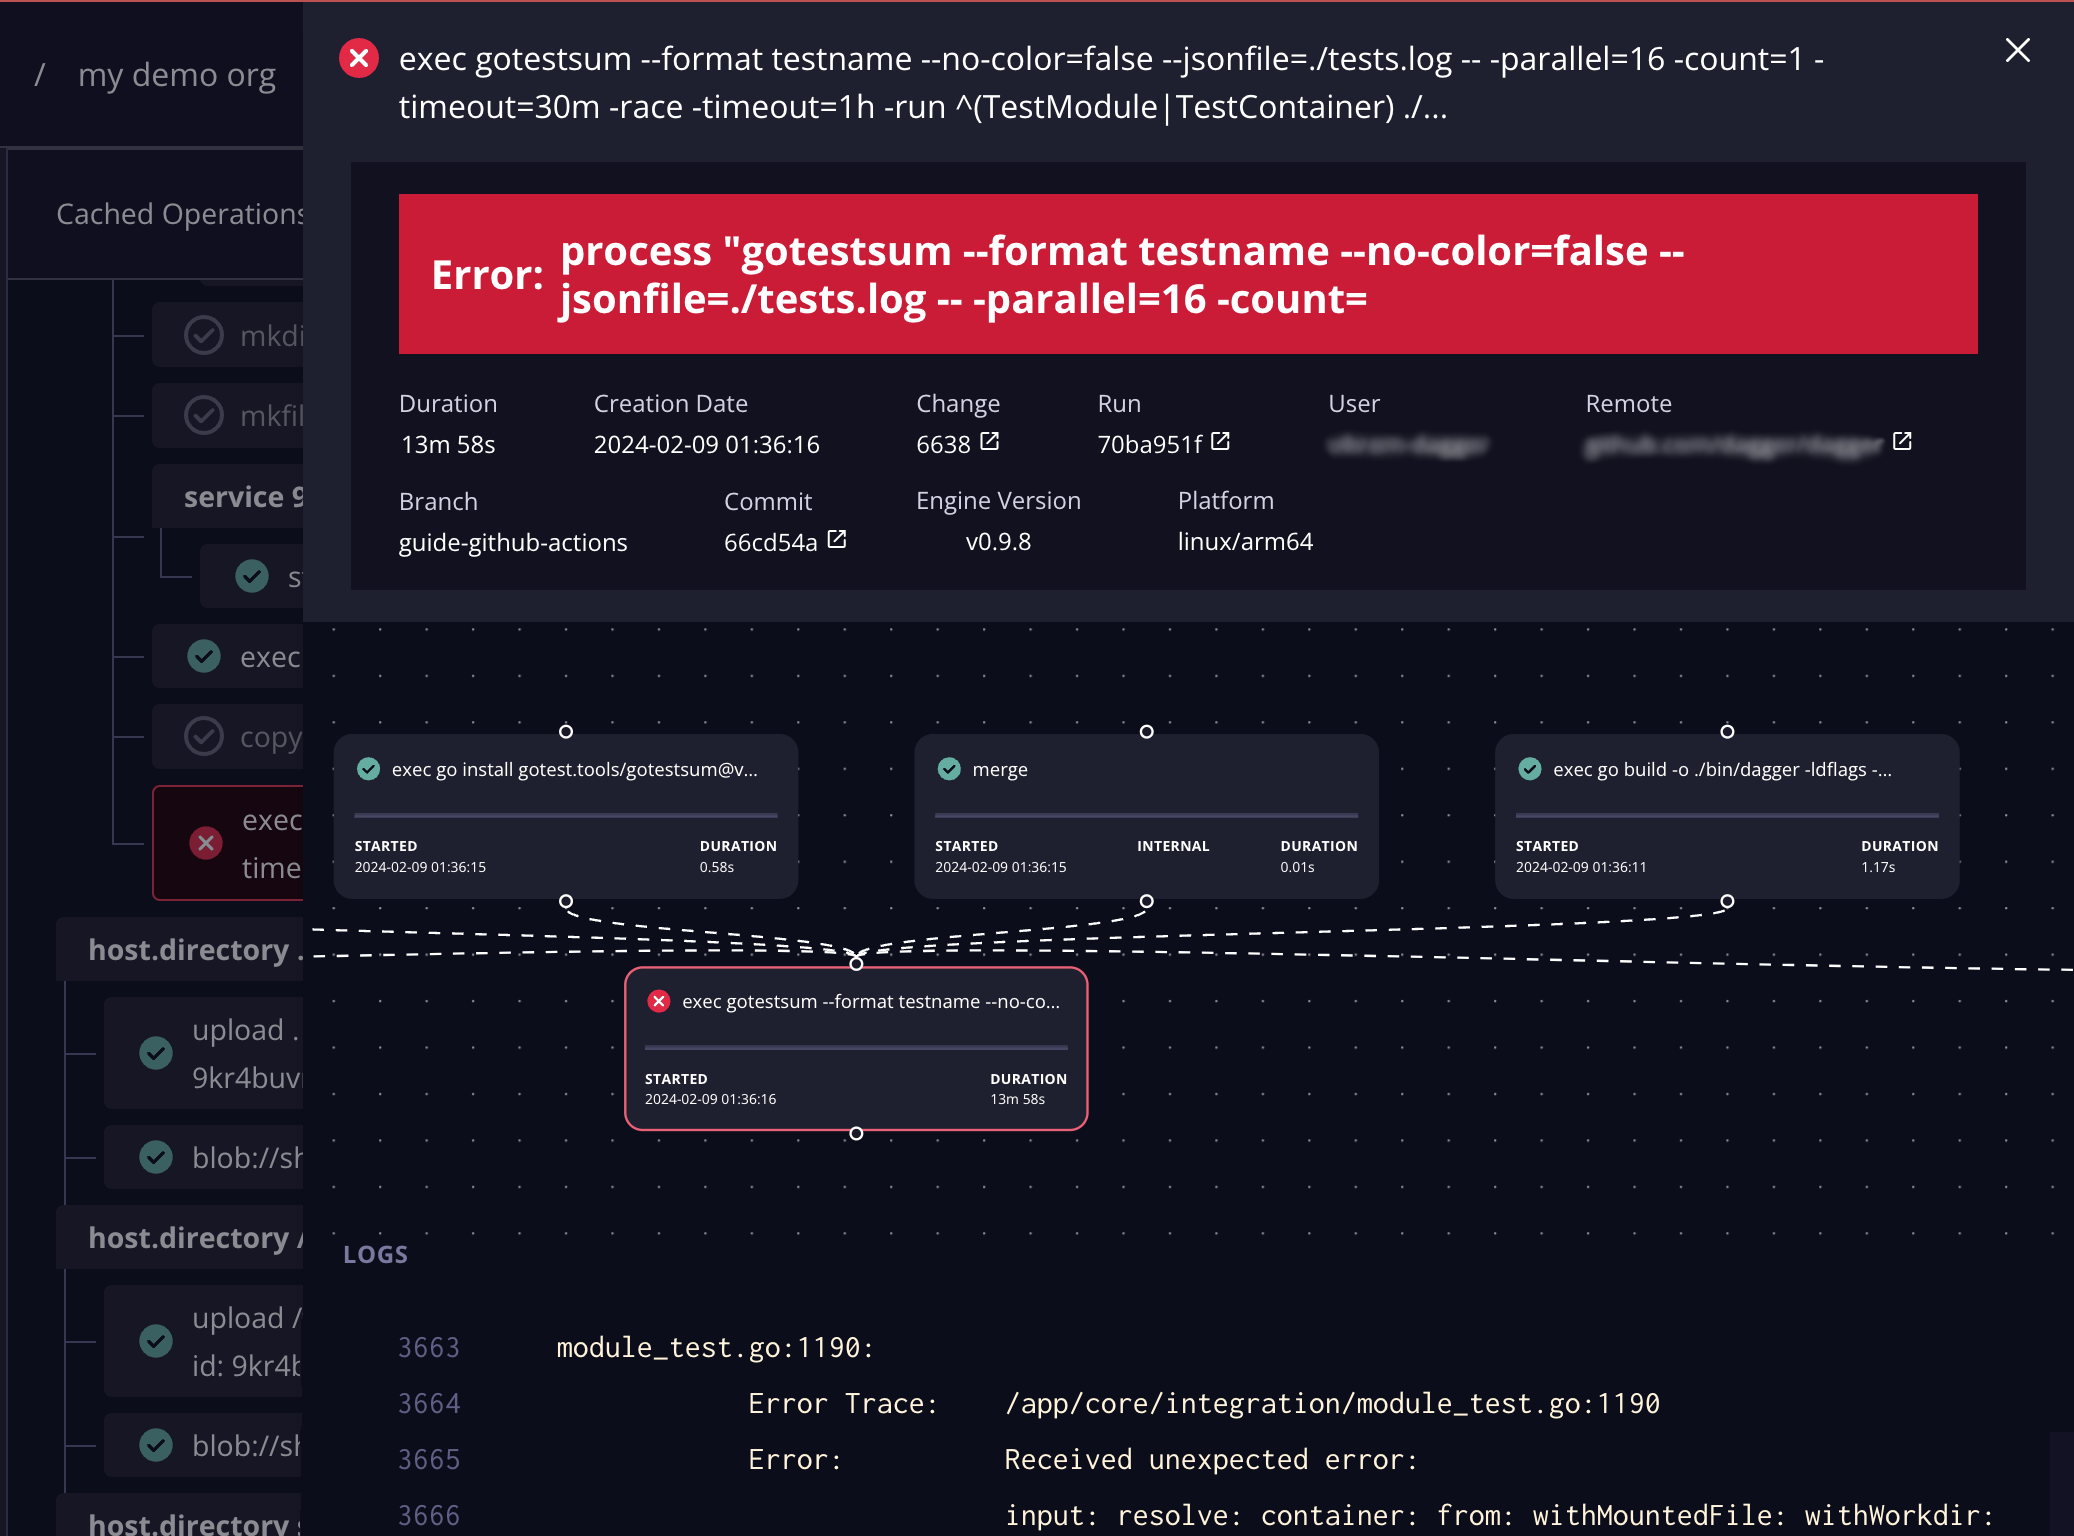 / my demo org
Cached Operations
mkdi
mkfil
service 9
s
exec
copy
exec
time
host.directory .
upload .
9kr4buv
blob://sh
host.directory /
upload /
id: 9kr4b
blob://sh
host.directory
exec gotestsum --format testname --no-color=false --jsonfile=./tests.log -- -parallel=16 -count=1 -
timeout=30m -race -timeout=1h -run ^(TestModule|TestContainer) ./...
Error:
process "gotestsum --format testname --no-color=false --
jsonfile=./tests.log -- -parallel=16 -count=
Duration Creation Date Change Run User Remote
13m 58s 2024-02-09 01:36:16 6638 70ba951f
Branch Commit Engine Version Platform
guide-github-actions 66cd54a v0.9.8 linux/arm64
exec go install gotest.tools/gotestsum@v...
STARTED DURATION
2024-02-09 01:36:15 0.58s
merge
STARTED INTERNAL DURATION
2024-02-09 01:36:15 0.01s
exec go build -o ./bin/dagger -ldflags -...
STARTED DURATION
2024-02-09 01:36:11 1.17s
exec gotestsum --format testname --no-co...
STARTED DURATION
2024-02-09 01:36:16 13m 58s
LOGS
3663 module_test.go:1190:
3664 Error Trace: /app/core/integration/module_test.go:1190
3665 Error: Received unexpected error:
3666 input: resolve: container: from: withMountedFile: withWorkdir: